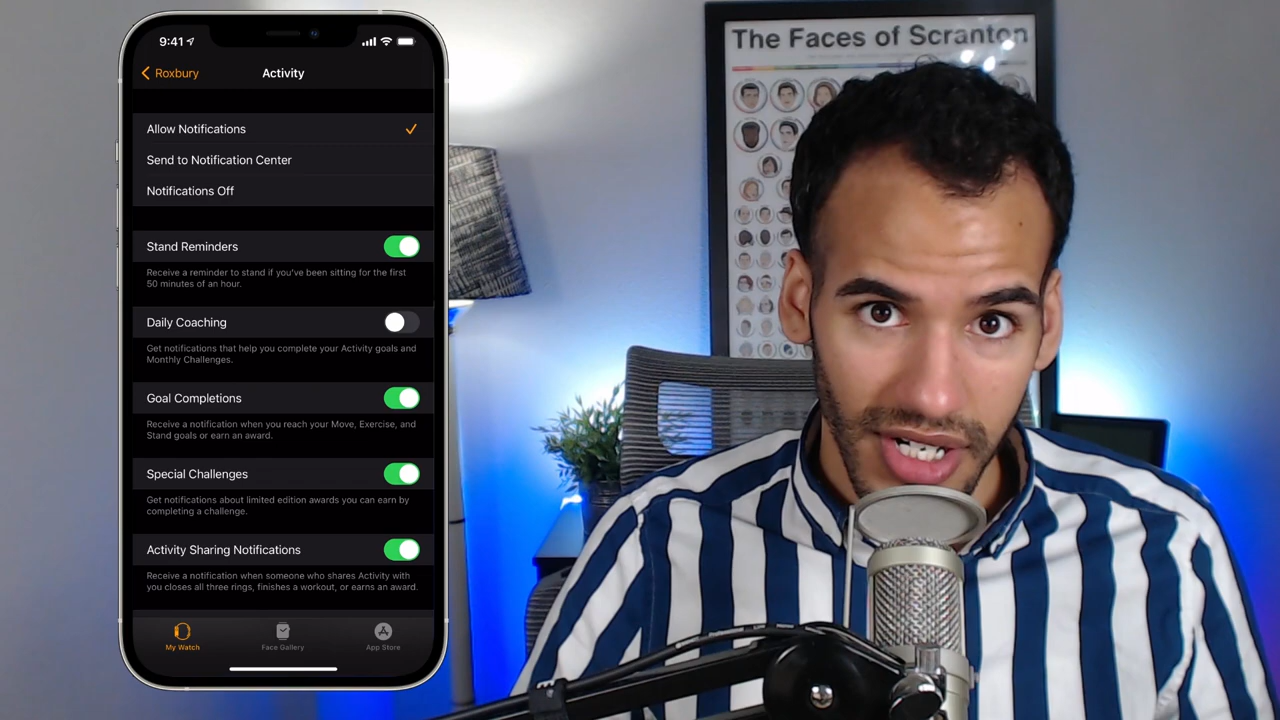 9:41
Roxbury
Activity
Allow Notifications
Send to Notification Center
Notifications Off
Stand Reminders
Receive a reminder to stand if you've been sitting for the first
50 minutes of an hour.
Daily Coaching
Get notifications that help you complete your Activity goals and
Monthly Challenges.
Goal Completions
Receive a notification when you reach your Move, Exercise, and
Stand goals or earn an award.
Special Challenges
Get notifications about limited edition awards you can earn by
completing a challenge.
Activity Sharing Notifications
Receive a notification when someone who shares Activity with
you closes all three rings, finishes a workout, or earns an award.
My Watch
Face Gallery
App Store
The Faces of Scranton